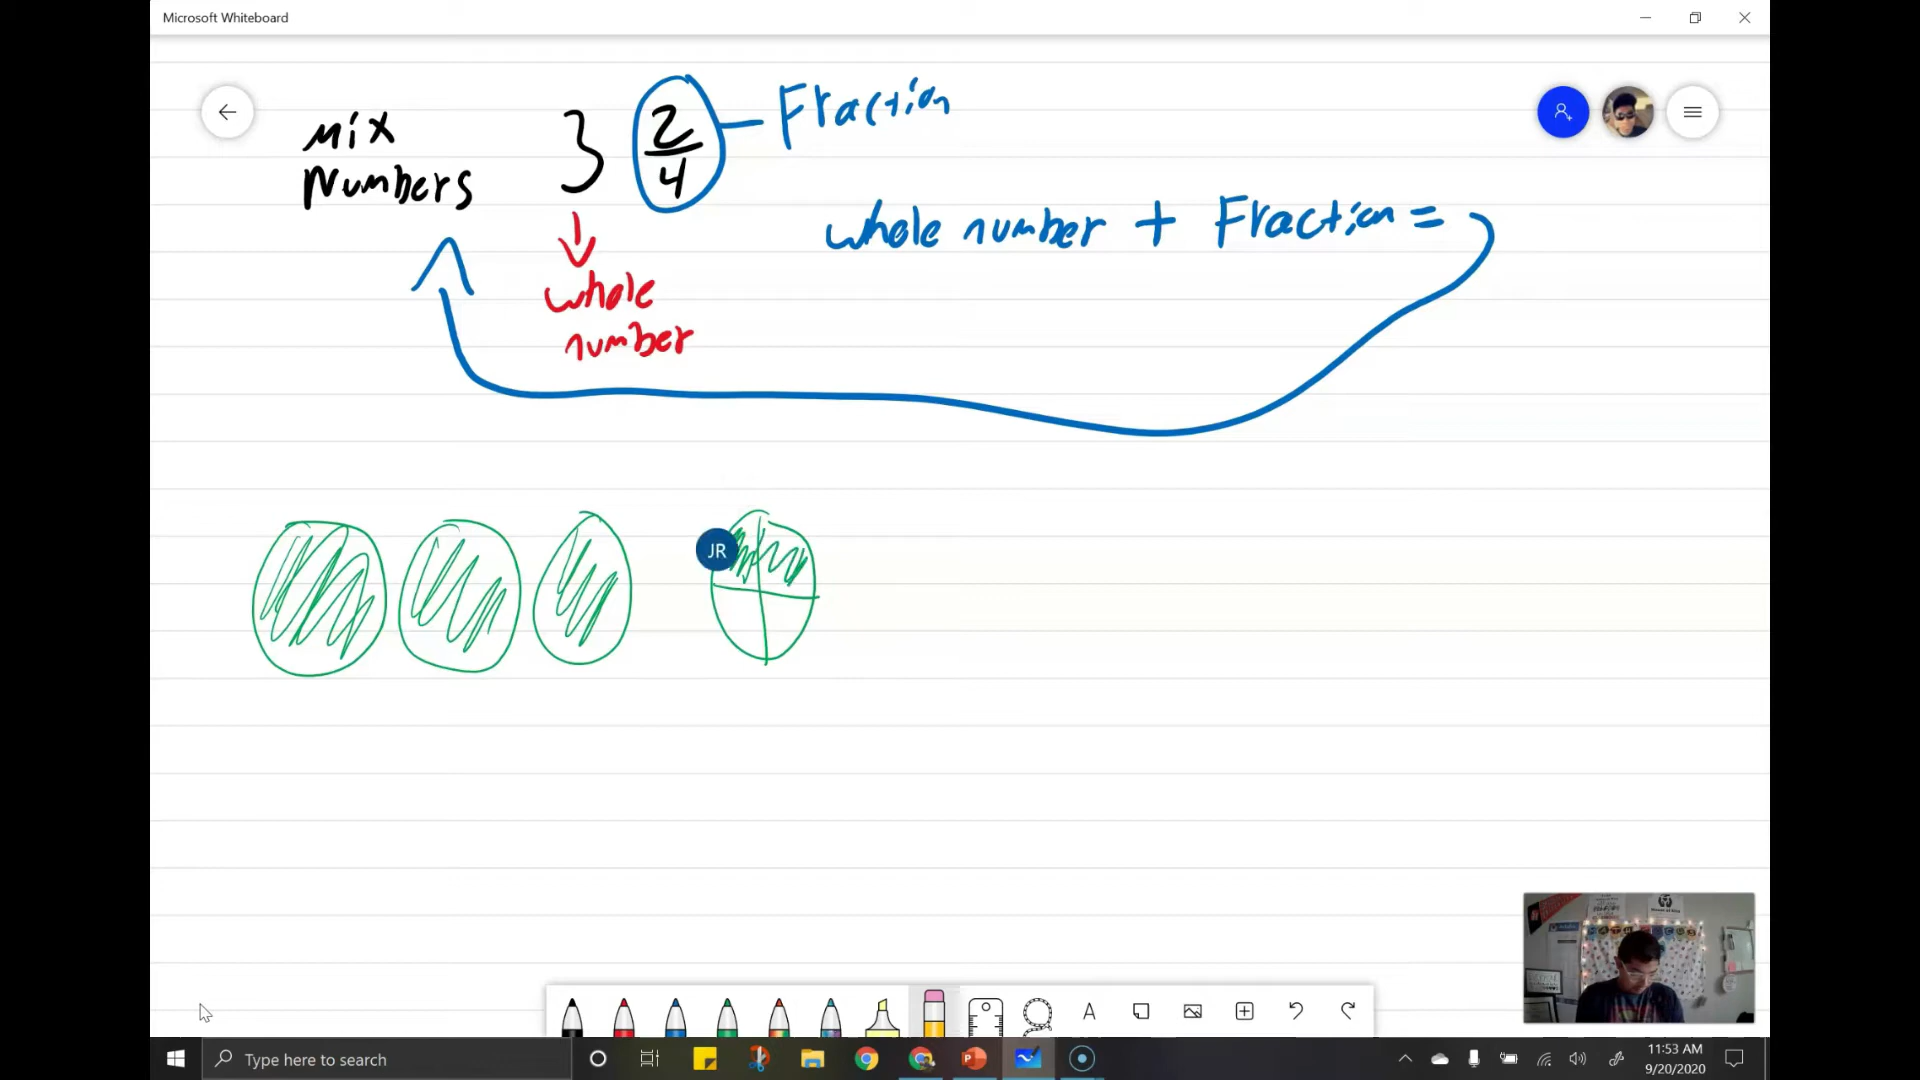 Microsoft Whiteboard
Mix
Numbers
3 2/4
Fraction
whole number + Fraction =
whole
number
JR
A
Type here to search
11:53 AM
9/20/2020